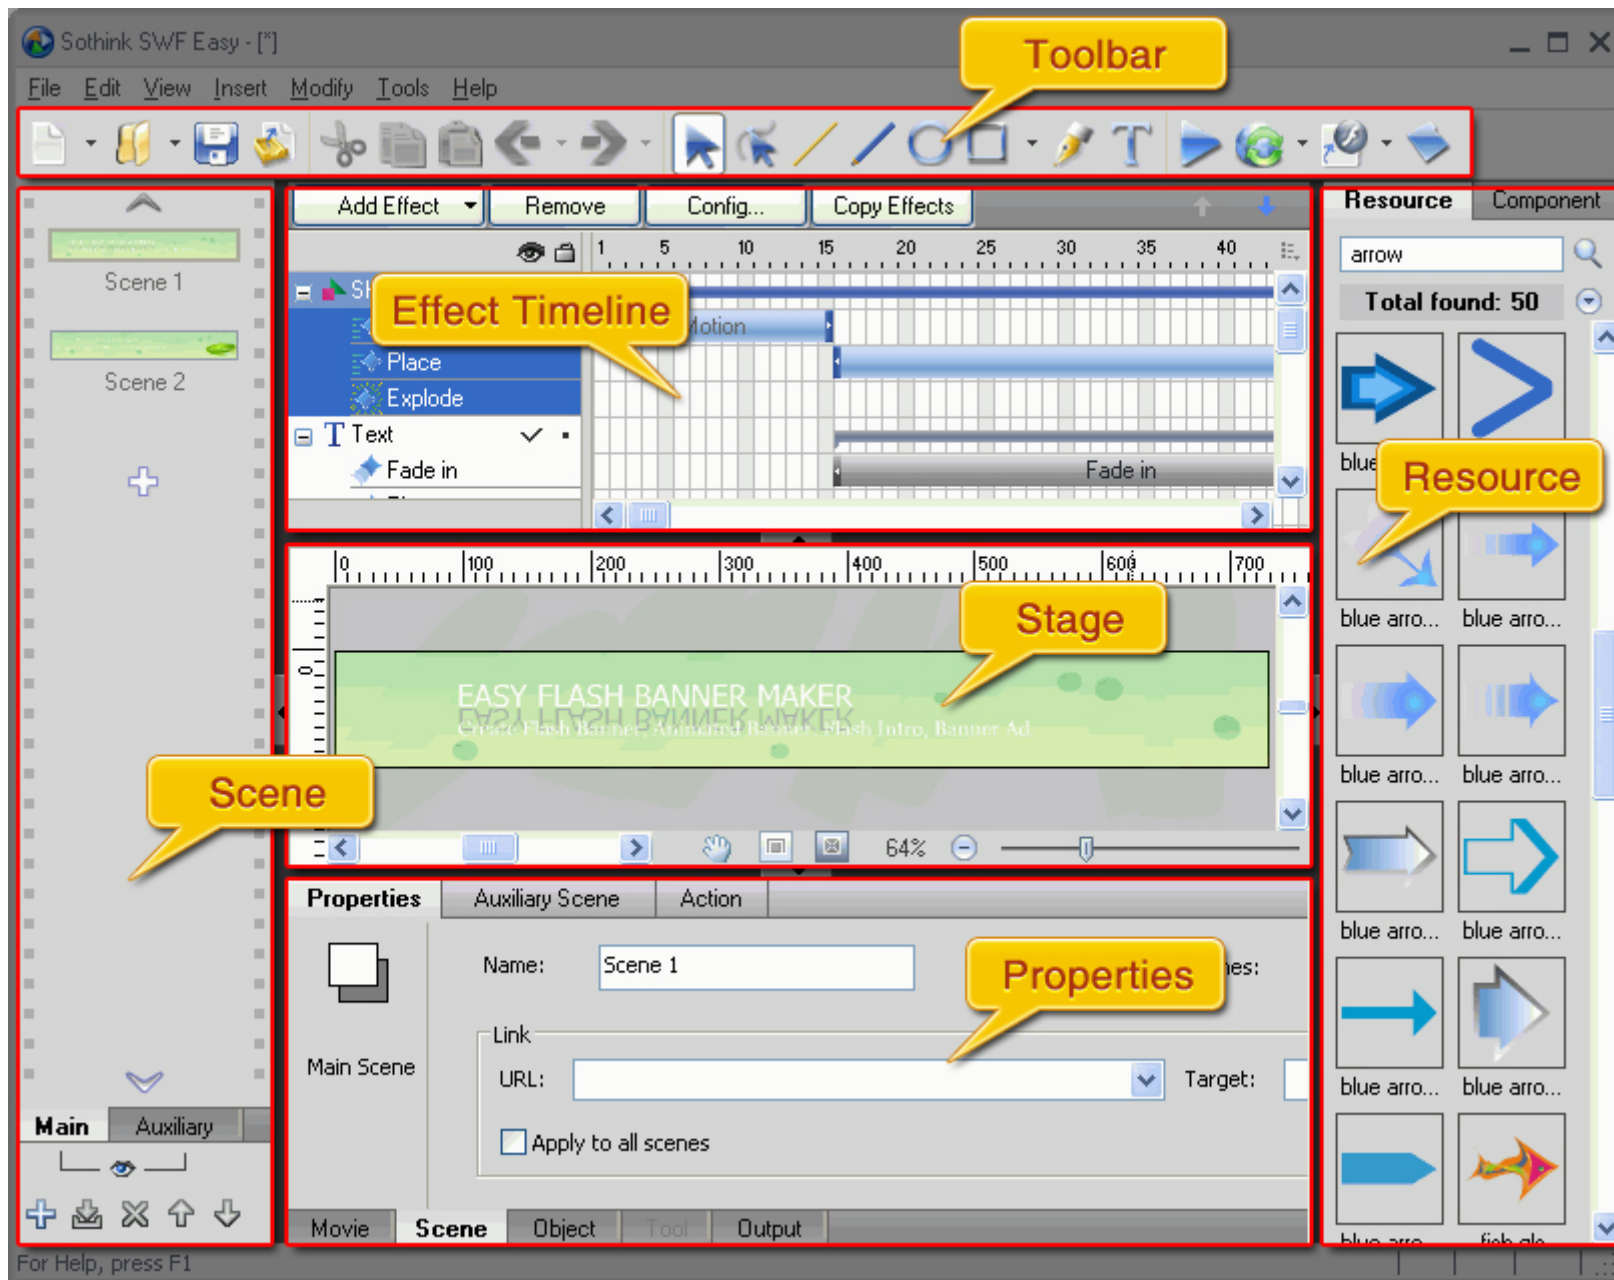 Sothink SWF Easy - [*]
Toolbar
File Edit View Insert Modify Tools Help
T
Add Effect Remove Config... Copy Effects
Resource Component
1 5 10 15 20 25 30 35 40
arrow
Total found: 50
Scene 1
Effect Timeline
Motion
Place
Explode
Scene 2
T Text
Fade in Fade in
Resource
0 100 200 300 400 500 600 700
Stage
blue arro... blue arro...
EASY FLASH BANNER MAKER
Create Flash Banner, Animated Banner, Flash Intro, Banner Ad
0
blue arro... blue arro...
Scene
64%
Properties Auxiliary Scene Action
blue arro... blue arro...
Name: Scene 1
Properties
Link
Main Scene
URL: Target:
blue arro... blue arro...
Main Auxiliary
Apply to all scenes
Movie Scene Object Tool Output
For Help, press F1